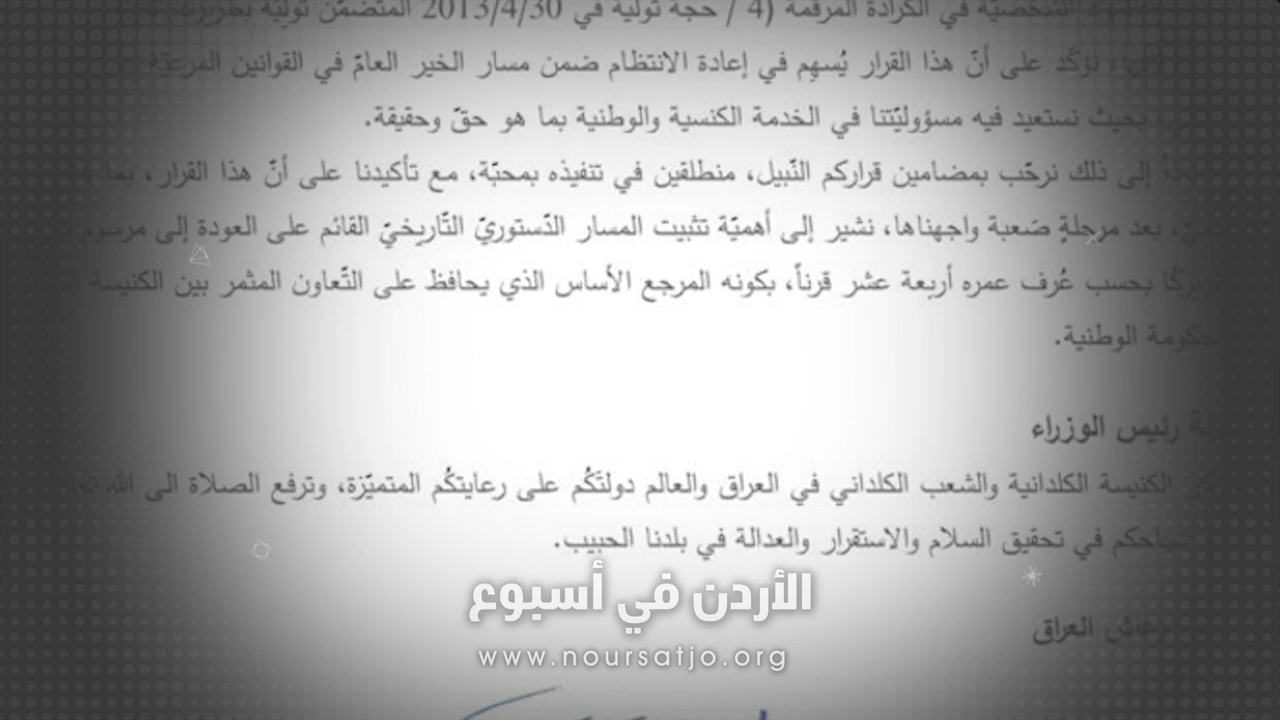 الشخصيّة في الكرادة المرقمة (4 / حجة تولية في 2013/4/30 المتضمّن تولية
نؤكّد على أنّ هذا القرار يُسهِم في إعادة الانتظام ضمن مسار الخير العامّ في القوانين المرعيّة
بحيث نستعيد فيه مسؤوليّتنا في الخدمة الكنسية والوطنية بما هو حقّ وحقيقة.
إلى ذلك نرحّب بمضامين قراركم النّبيل، منطلقين في تنفيذه بمحبّة، مع تأكيدنا على أنّ هذا القرار، بما
بعد مرحلةٍ صَعبة واجهناها، نشير إلى أهميّة تثبيت المسار الدّستوريّ التّاريخيّ القائم على العودة إلى مرسوم
بحسب عُرف عمره أربعة عشر قرناً، بكونه المرجع الأساس الذي يحافظ على التّعاون المثمر بين الكنيسة
الوطنية.
رئيس الوزراء
الكنيسة الكلدانية والشعب الكلداني في العراق والعالم دولتَكُم على رعايتكُم المتميّزة، وترفع الصلاة الى الله
في تحقيق السلام والاستقرار والعدالة في بلدنا الحبيب.
الأردن في أسبوع
العراق
www.noursatjo.org